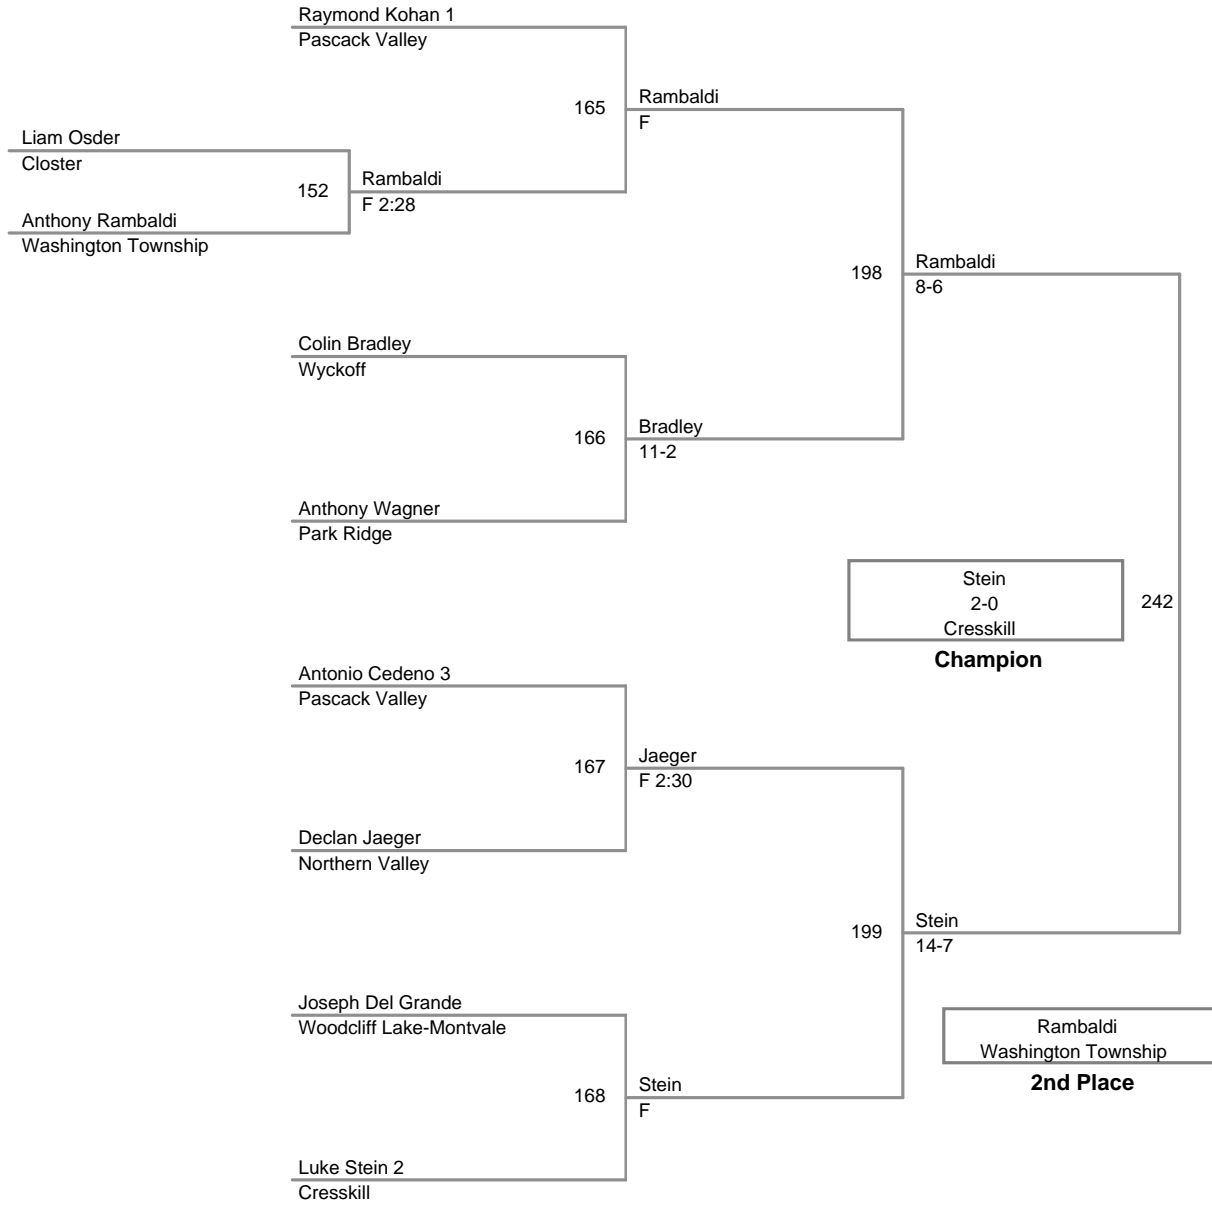 Raymond Kohan 1
Pascack Valley
165
Rambaldi
F
Liam Osder
Closter
152
Rambaldi
F 2:28
Anthony Rambaldi
Washington Township
198
Rambaldi
8-6
Colin Bradley
Wyckoff
166
Bradley
11-2
Anthony Wagner
Park Ridge
Stein
2-0
Cresskill
Champion
242
Antonio Cedeno 3
Pascack Valley
167
Jaeger
F 2:30
Declan Jaeger
Northern Valley
199
Stein
14-7
Joseph Del Grande
Woodcliff Lake-Montvale
Rambaldi
Washington Township
2nd Place
168
Stein
F
Luke Stein 2
Cresskill